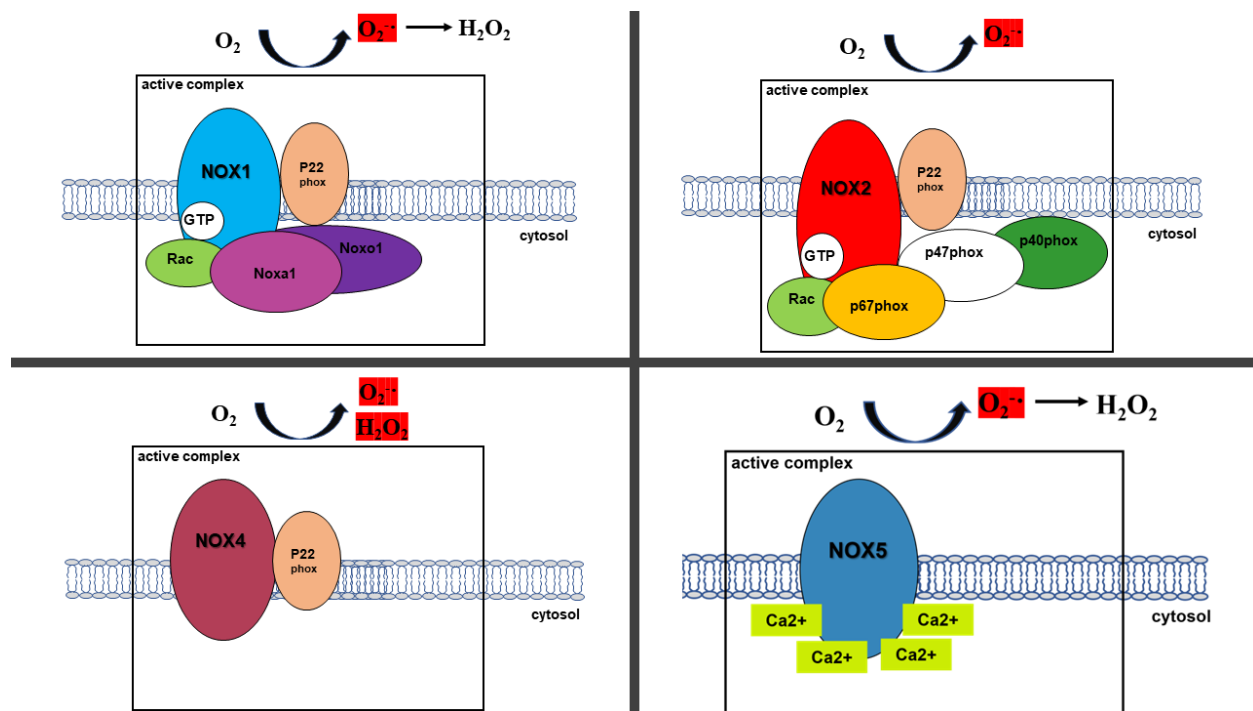 O₂ O₂⁻• → H₂O₂
active complex
NOX1
P22
phox
GTP
cytosol
Rac
Noxo1
Noxa1
O₂ O₂⁻•
active complex
NOX2
P22
phox
cytosol
GTP
p47phox
p40phox
Rac
p67phox
O₂ O₂⁻•
H₂O₂
active complex
NOX4
P22
phox
cytosol
O₂ O₂⁻• → H₂O₂
active complex
NOX5
Ca2+ Ca2+
cytosol
Ca2+ Ca2+